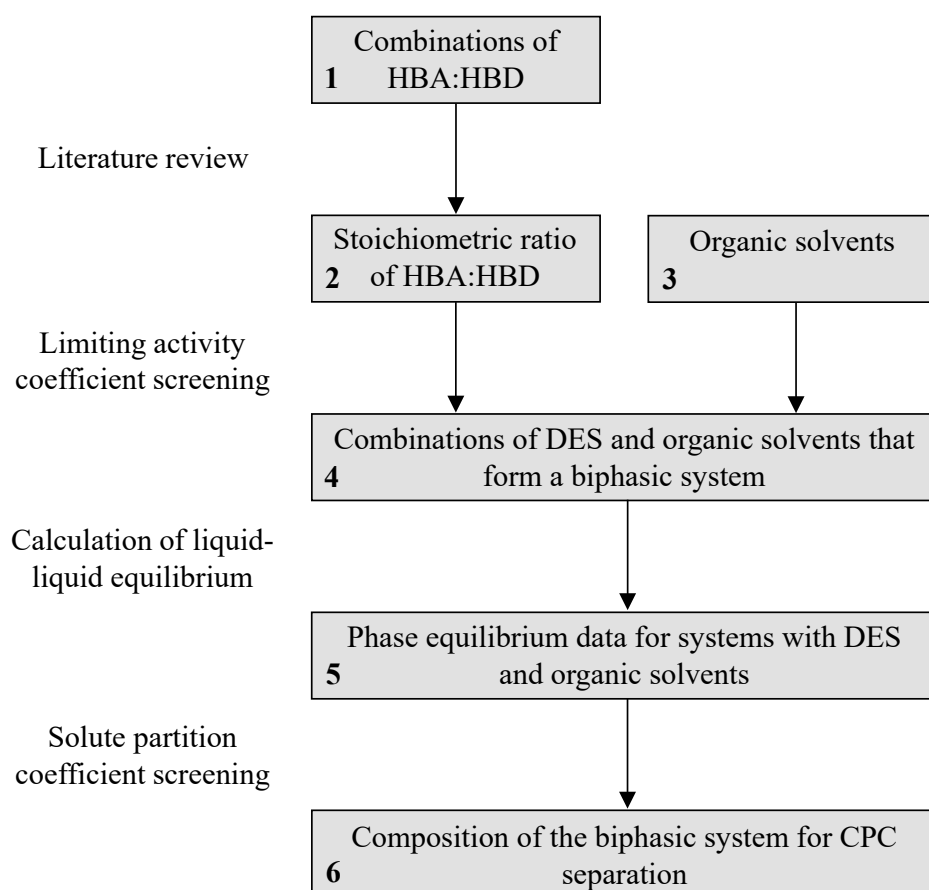 Combinations of
1 HBA:HBD
Literature review
Stoichiometric ratio
2 of HBA:HBD
Organic solvents
3
Limiting activity
coefficient screening
Combinations of DES and organic solvents that
4 form a biphasic system
Calculation of liquid-
liquid equilibrium
Phase equilibrium data for systems with DES
5 and organic solvents
Solute partition
coefficient screening
Composition of the biphasic system for CPC
6 separation